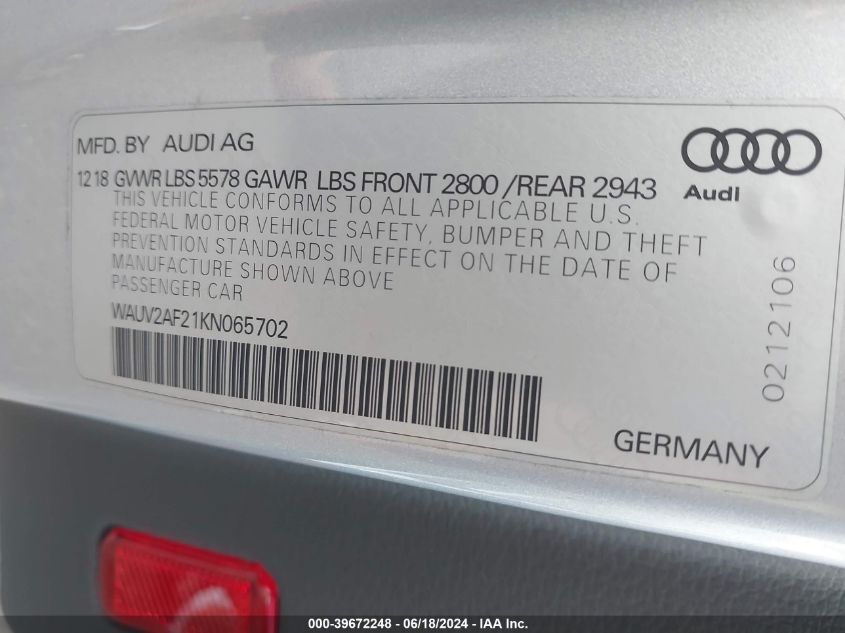 MFD. BY AUDI AG
12 18 GVWR LBS 5578 GAWR LBS FRONT 2800 /REAR 2943
THIS VEHICLE CONFORMS TO ALL APPLICABLE U.S.
FEDERAL MOTOR VEHICLE SAFETY, BUMPER AND THEFT
PREVENTION STANDARDS IN EFFECT ON THE DATE OF
MANUFACTURE SHOWN ABOVE
PASSENGER CAR
WAUV2AF21KN065702
Audi
0212106
GERMANY
000-39672248 - 06/18/2024 - IAA Inc.